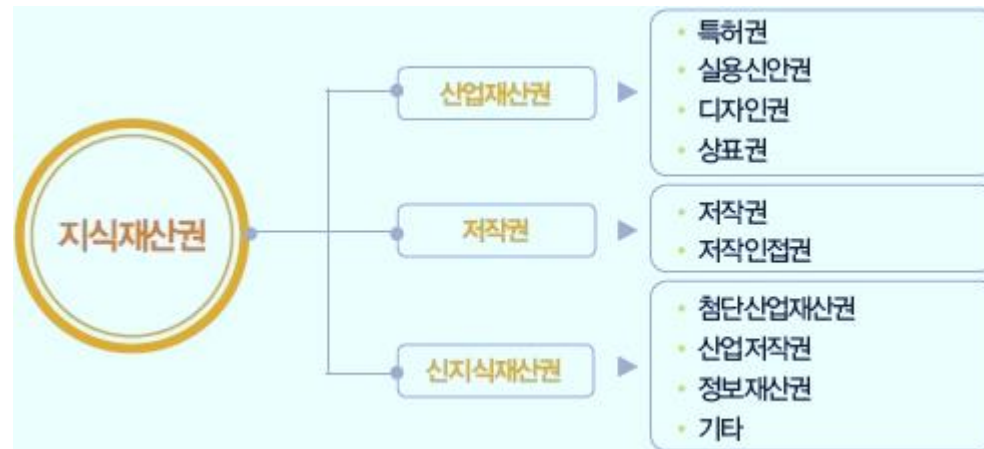 지식재산권
산업재산권
특허권
실용신안권
디자인권
상표권
저작권
저작권
저작인접권
신지식재산권
첨단산업재산권
산업저작권
정보재산권
기타